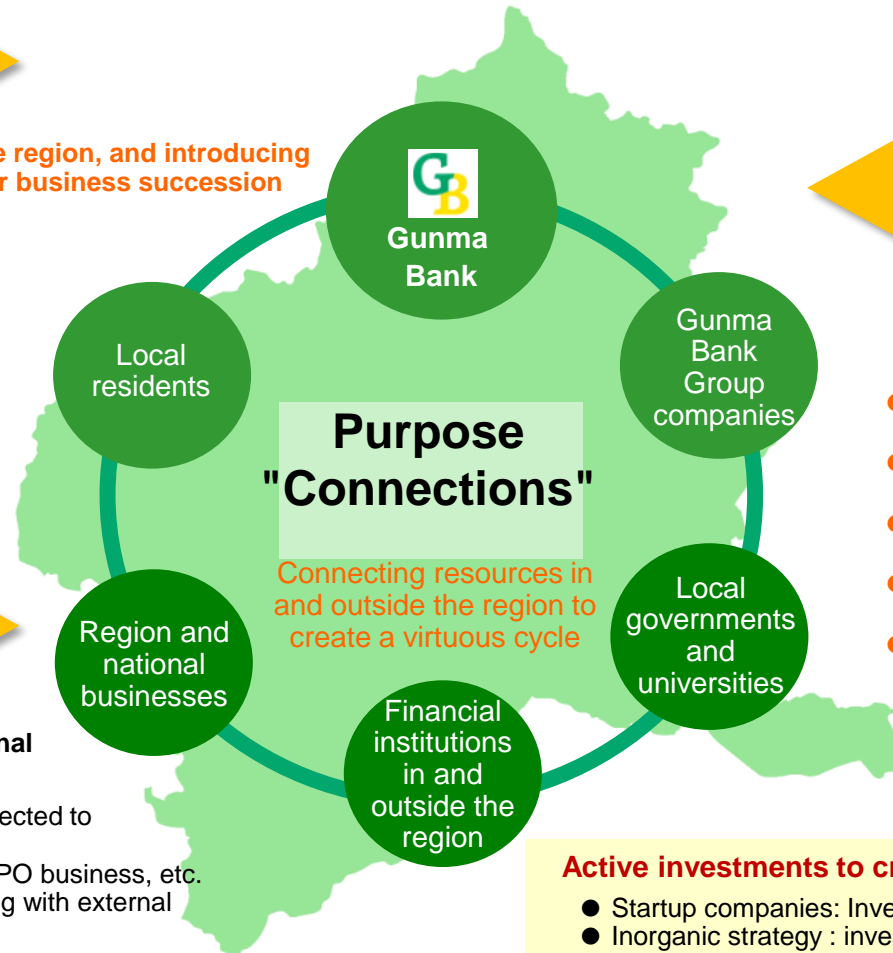 e region, and introducing
r business succession
GB
Gunma
Bank
Local
residents
Gunma
Bank
Group
companies
Purpose
"Connections"
Connecting resources in
and outside the region to
create a virtuous cycle
Region and
national
businesses
Local
governments
and
universities
Financial
institutions
in and
outside the
region
nal
ected to
PO business, etc.
g with external
Active investments to cr
● Startup companies: Inve
● Inorganic strategy : inve